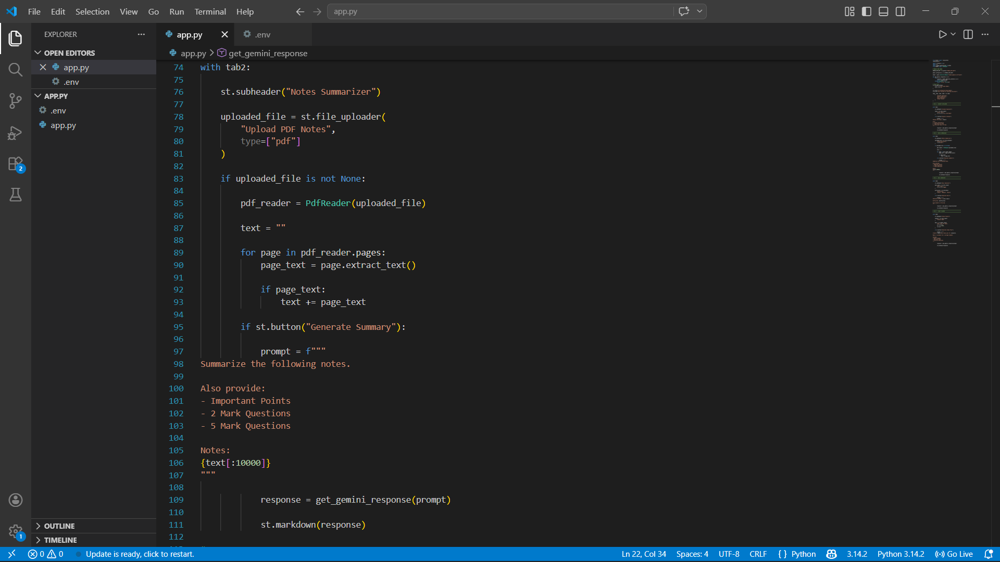 File Edit Selection View Go Run Terminal Help
app.py
EXPLORER
OPEN EDITORS
app.py
.env
APP.PY
.env
app.py
OUTLINE
TIMELINE
2
1
app.py
.env
app.py > get_gemini_response
74 with tab2:
75
76 st.subheader("Notes Summarizer")
77
78 uploaded_file = st.file_uploader(
79 "Upload PDF Notes",
80 type=["pdf"]
81 )
82
83 if uploaded_file is not None:
84
85 pdf_reader = PdfReader(uploaded_file)
86
87 text = ""
88
89 for page in pdf_reader.pages:
90 page_text = page.extract_text()
91
92 if page_text:
93 text += page_text
94
95 if st.button("Generate Summary"):
96
97 prompt = f"""
98 Summarize the following notes.
99
100 Also provide:
101 - Important Points
102 - 2 Mark Questions
103 - 5 Mark Questions
104
105 Notes:
106 {text[:10000]}
107 """
108
109 response = get_gemini_response(prompt)
110
111 st.markdown(response)
112
0 0 Update is ready, click to restart. Ln 22, Col 34 Spaces: 4 UTF-8 CRLF { } Python 3.14.2 Python 3.14.2 Go Live